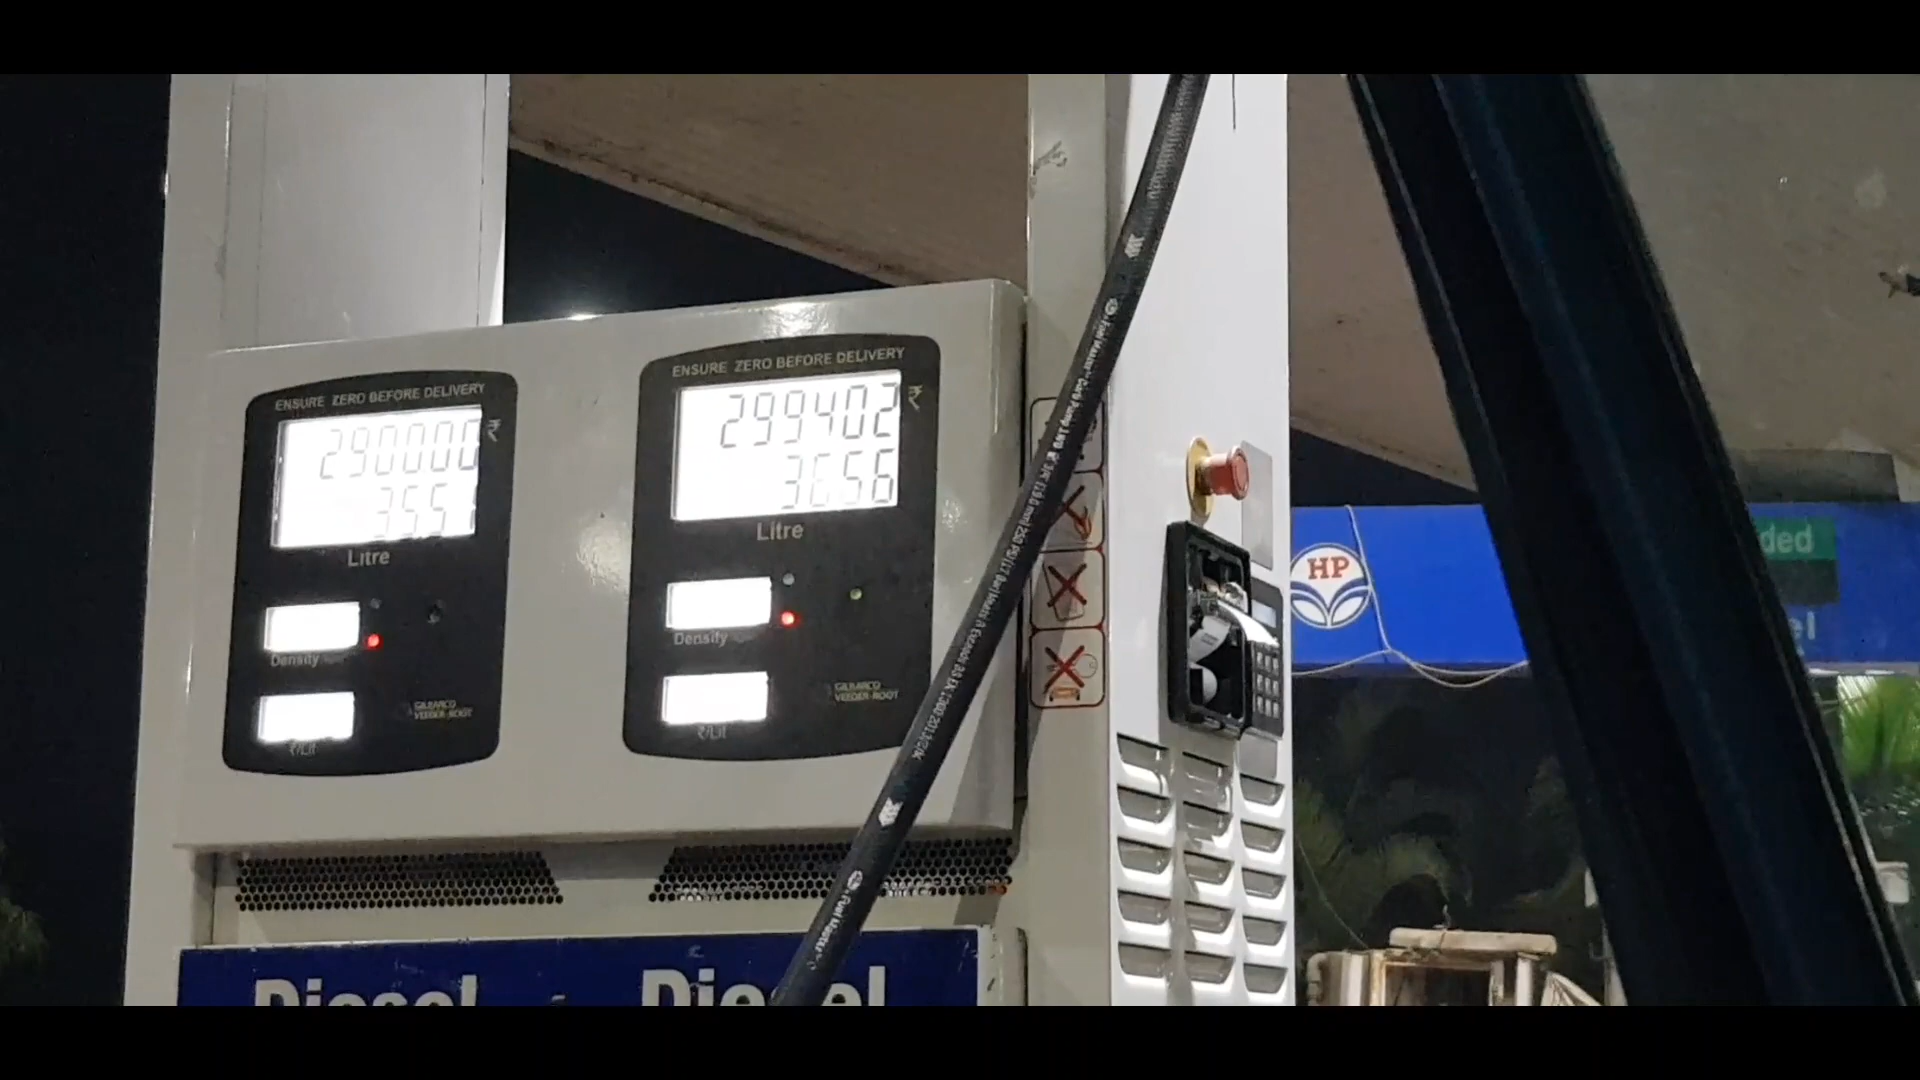 ENSURE ZERO BEFORE DELIVERY
290000 ₹
Litre
Density
₹/Lit
GILBARCO
VEEDER-ROOT
ENSURE ZERO BEFORE DELIVERY
299402 ₹
3656
Litre
Density
₹/Lit
GILBARCO
VEEDER-ROOT
HP
Diesel
Diesel